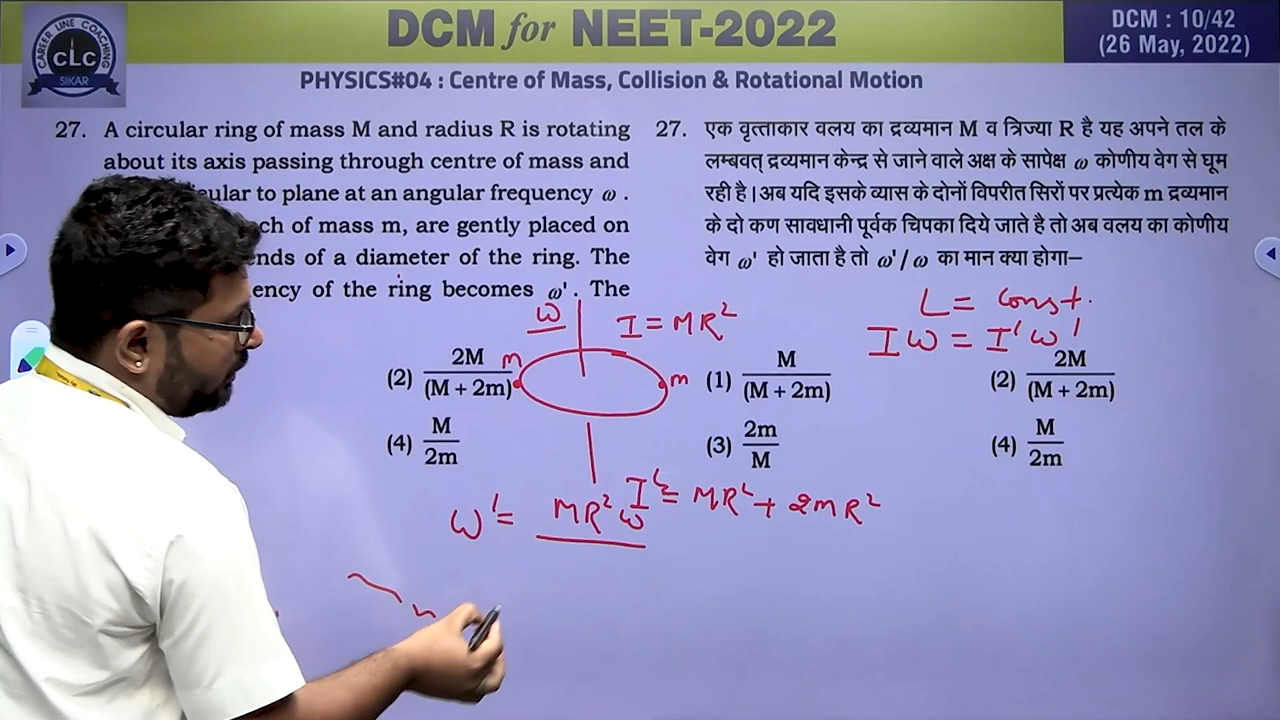 CAREER LINE COACHING
CLC
SIKAR
DCM for NEET-2022
DCM : 10/42
(26 May, 2022)
PHYSICS#04 : Centre of Mass, Collision & Rotational Motion
27. A circular ring of mass M and radius R is rotating
about its axis passing through centre of mass and
to plane at an angular frequency ω .
of mass m, are gently placed on
of a diameter of the ring. The
of the ring becomes ω' . The
(2) 2M/(M + 2m)
(4) M/2m
27. एक वृत्ताकार वलय का द्रव्यमान M व त्रिज्या R है यह अपने तल के
लम्बवत् द्रव्यमान केन्द्र से जाने वाले अक्ष के सापेक्ष ω कोणीय वेग से घूम
रही है। अब यदि इसके व्यास के दोनों विपरीत सिरों पर प्रत्येक m द्रव्यमान
के दो कण सावधानी पूर्वक चिपका दिये जाते है तो अब वलय का कोणीय
वेग ω' हो जाता है तो ω'/ω का मान क्या होगा–
(1) M/(M + 2m)
(2) 2M/(M + 2m)
(3) 2m/M
(4) M/2m
ω
I = MR²
m
m
L = const.
Iω = I'ω'
I' = MR² + 2mR²
ω' = MR²ω